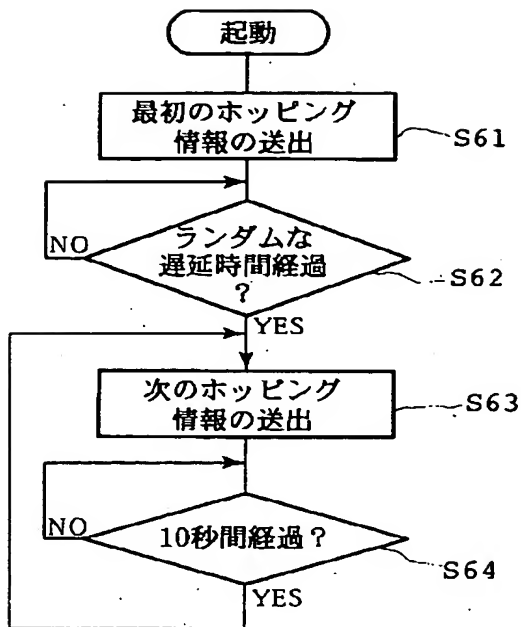 起動
最初のホッピング
情報の送出
S61
ランダムな
遅延時間経過
?
NO
S62
YES
次のホッピング
情報の送出
S63
10秒間経過?
NO
S64
YES